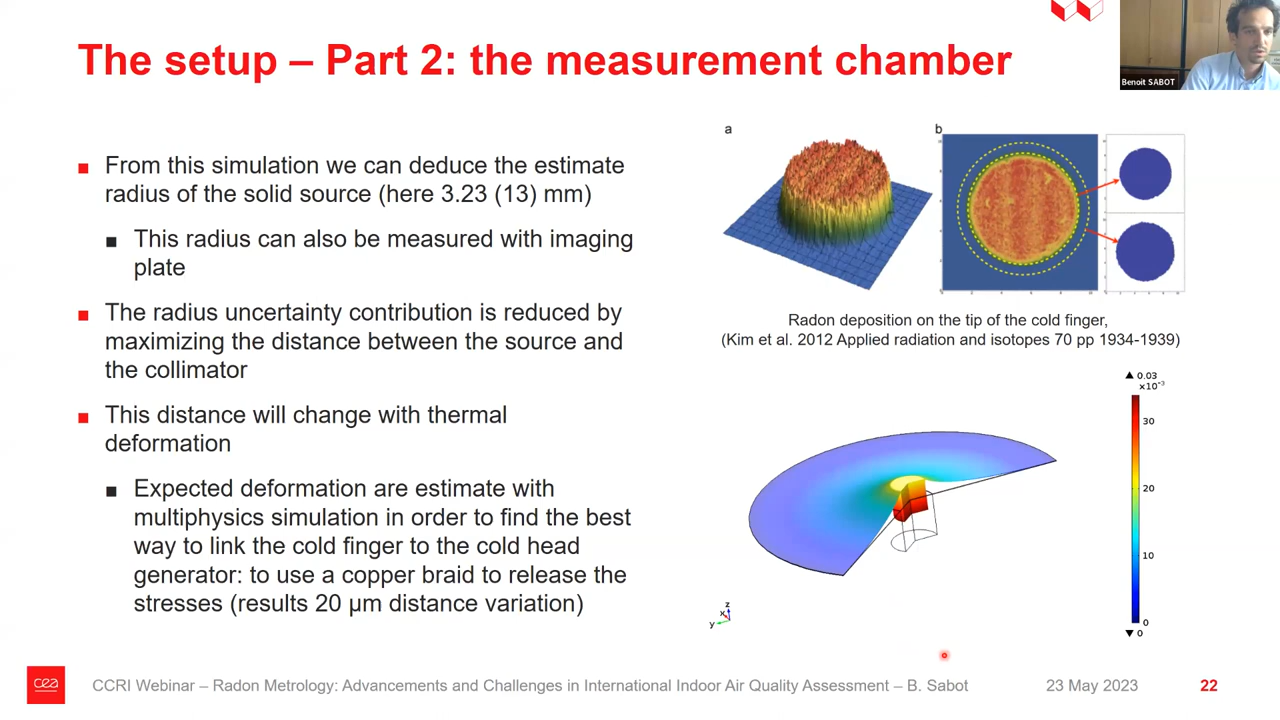 The setup – Part 2: the measurement chamber
Benoit SABOT
From this simulation we can deduce the estimate
radius of the solid source (here 3.23 (13) mm)
This radius can also be measured with imaging
plate
The radius uncertainty contribution is reduced by
maximizing the distance between the source and
the collimator
This distance will change with thermal
deformation
Expected deformation are estimate with
multiphysics simulation in order to find the best
way to link the cold finger to the cold head
generator: to use a copper braid to release the
stresses (results 20 µm distance variation)
a
b
Radon deposition on the tip of the cold finger,
(Kim et al. 2012 Applied radiation and isotopes 70 pp 1934-1939)
▲ 0.03
×10⁻³
30
20
10
0
▼ 0
z
x
y
cea
CCRI Webinar – Radon Metrology: Advancements and Challenges in International Indoor Air Quality Assessment – B. Sabot
23 May 2023
22